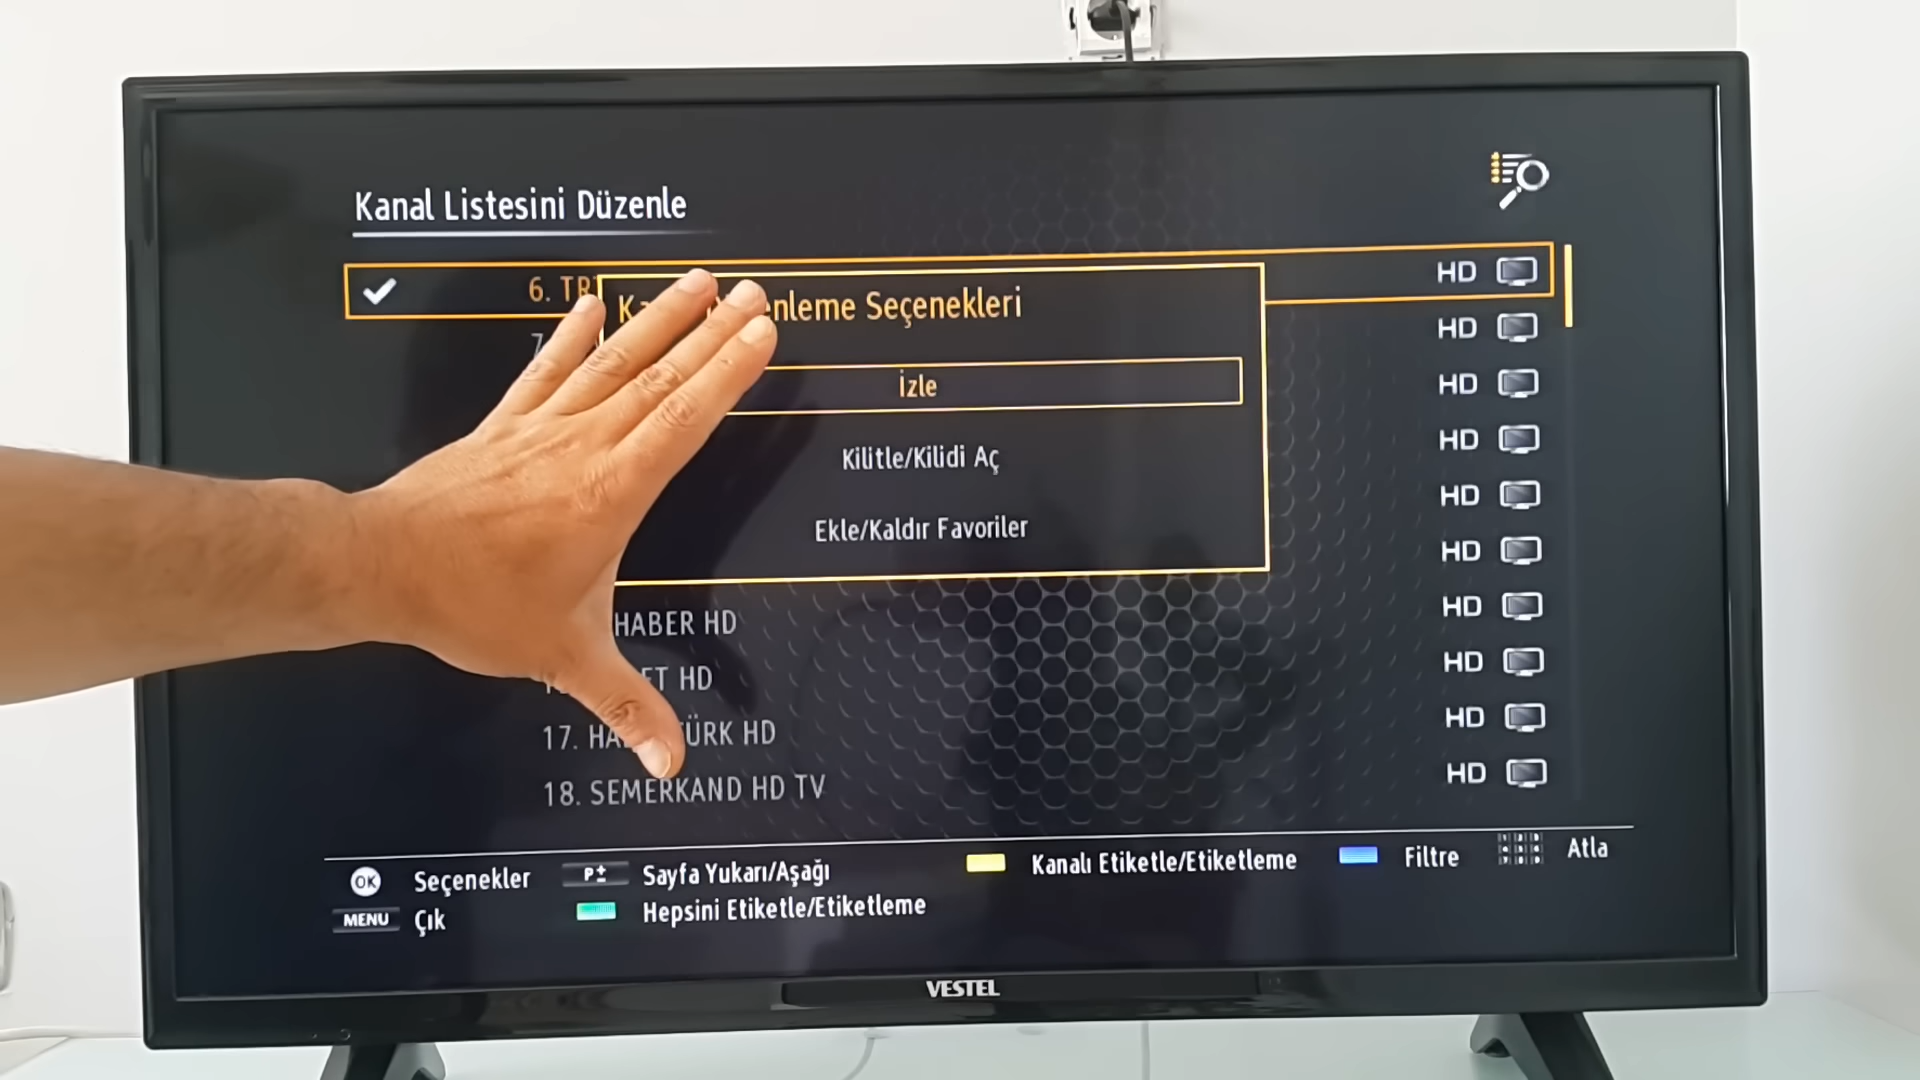 Kanal Listesini Düzenle
6. TR
HD
enleme Seçenekleri
7.
HD
İzle
HD
Kilitle/Kilidi Aç
HD
HD
Ekle/Kaldır Favoriler
HD
HABER HD
HD
ET HD
HD
17. HA ÜRK HD
HD
18. SEMERKAND HD TV
HD
OK Seçenekler
P± Sayfa Yukarı/Aşağı
Kanalı Etiketle/Etiketleme
Filtre
Atla
MENU Çık
Hepsini Etiketle/Etiketleme
VESTEL